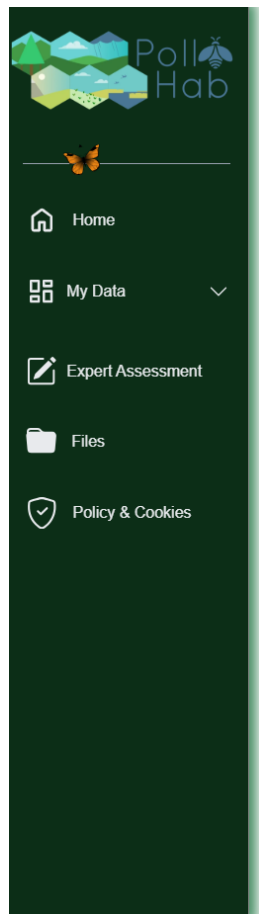 Poll
Hab
Home
My Data
Expert Assessment
Files
Policy & Cookies